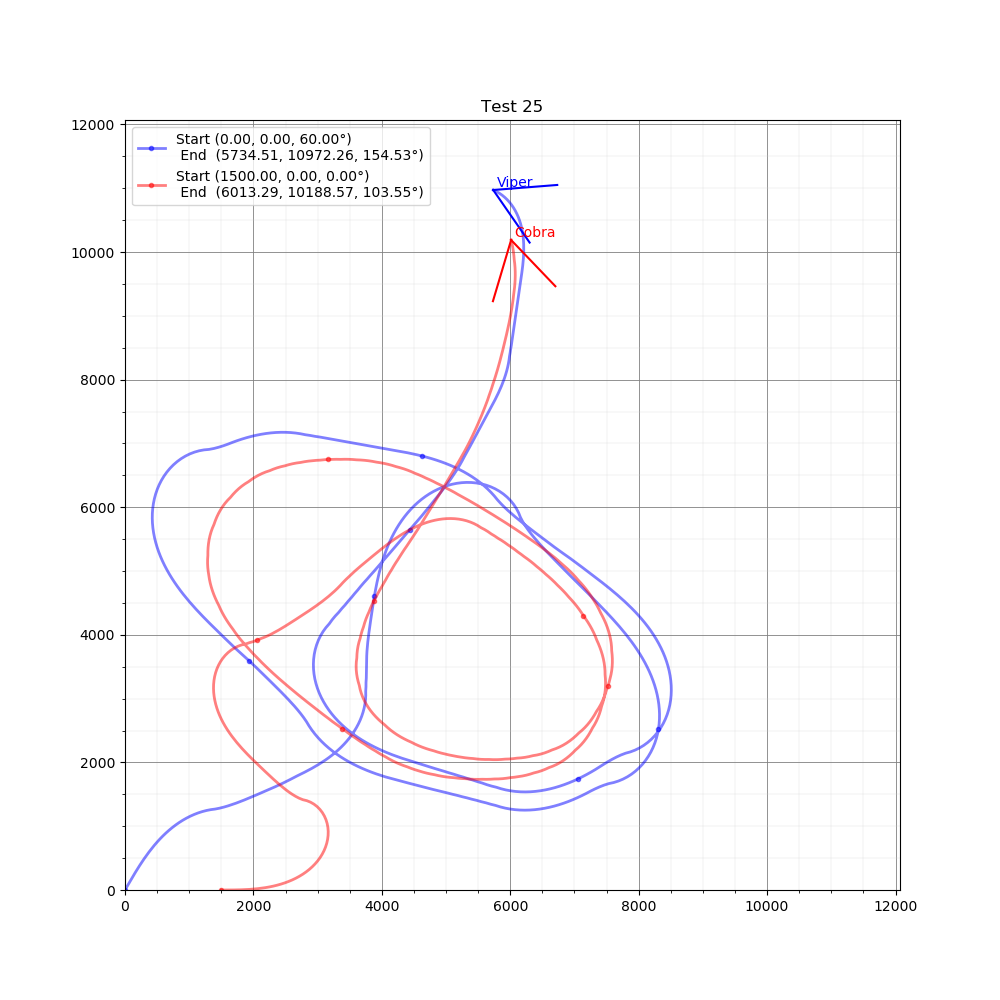 Test 25
Start (0.00, 0.00, 60.00°)
End (5734.51, 10972.26, 154.53°)
Start (1500.00, 0.00, 0.00°)
End (6013.29, 10188.57, 103.55°)
Viper
Cobra
12000
10000
8000
6000
4000
2000
0
0 2000 4000 6000 8000 10000 12000